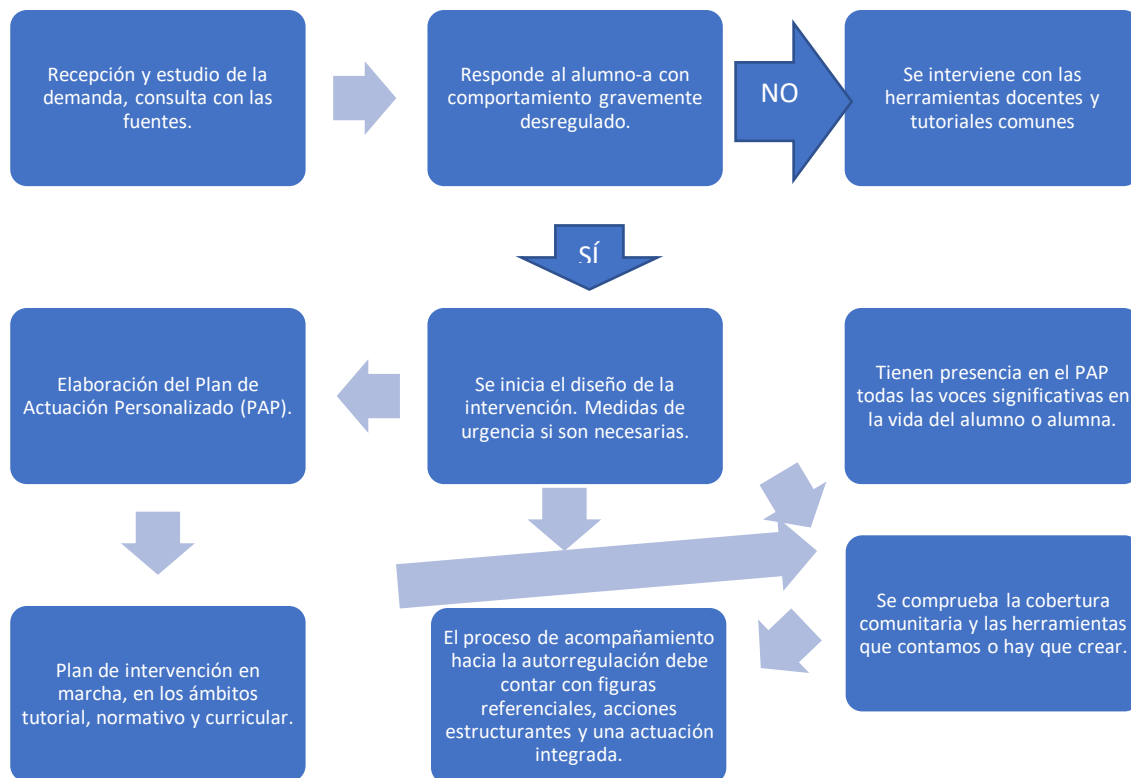 Recepción y estudio de la
demanda, consulta con las
fuentes.
Responde al alumno-a con
comportamiento gravemente
desregulado.
NO
Se interviene con las
herramientas docentes y
tutoriales comunes
SÍ
Elaboración del Plan de
Actuación Personalizado (PAP).
Se inicia el diseño de la
intervención. Medidas de
urgencia si son necesarias.
Tienen presencia en el PAP
todas las voces significativas en
la vida del alumno o alumna.
Plan de intervención en
marcha, en los ámbitos
tutorial, normativo y curricular.
El proceso de acompañamiento
hacia la autorregulación debe
contar con figuras
referenciales, acciones
estructurantes y una actuación
integrada.
Se comprueba la cobertura
comunitaria y las herramientas
que contamos o hay que crear.